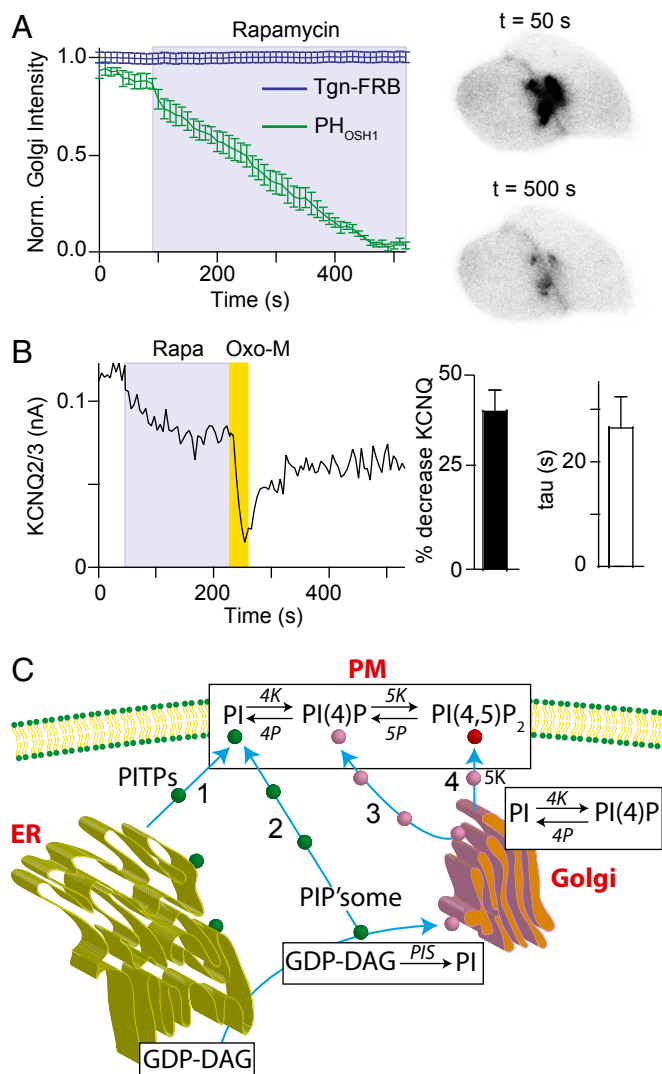 A
Rapamycin
t = 50 s
1.0
Tgn-FRB
PHOSH1
0.5
Norm. Golgi Intensity
0.0
0
200
400
Time (s)
t = 500 s
B
Rapa
Oxo-M
0.1
KCNQ2/3 (nA)
0
0
200
400
Time (s)
50
25
0
% decrease KCNQ
20
0
tau (s)
C
PM
PI
4K
4P
PI(4)P
5K
5P
PI(4,5)P2
PITPs
1
2
3
4
5K
PI
4K
4P
PI(4)P
ER
PIP'some
Golgi
GDP-DAG
PIS
PI
GDP-DAG